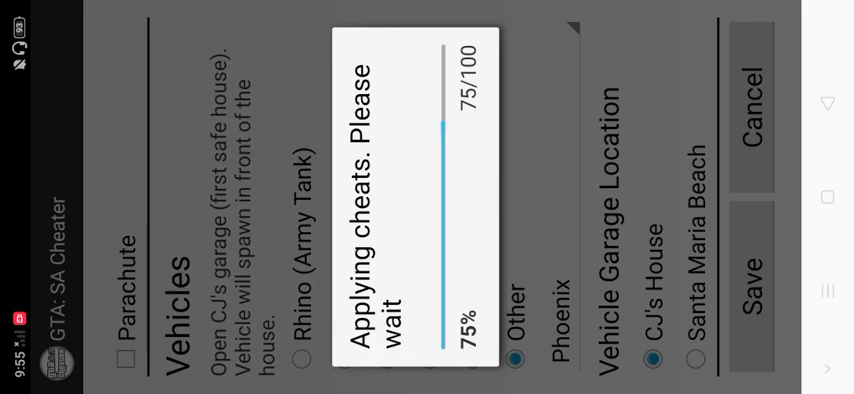 9:55
93
GTA: SA Cheater
Parachute
Vehicles
Open CJ's garage (first safe house).
Vehicle will spawn in front of the
house.
Rhino (Army Tank)
Applying cheats. Please
wait
75%
75/100
Other
Phoenix
Vehicle Garage Location
CJ's House
Santa Maria Beach
Save
Cancel